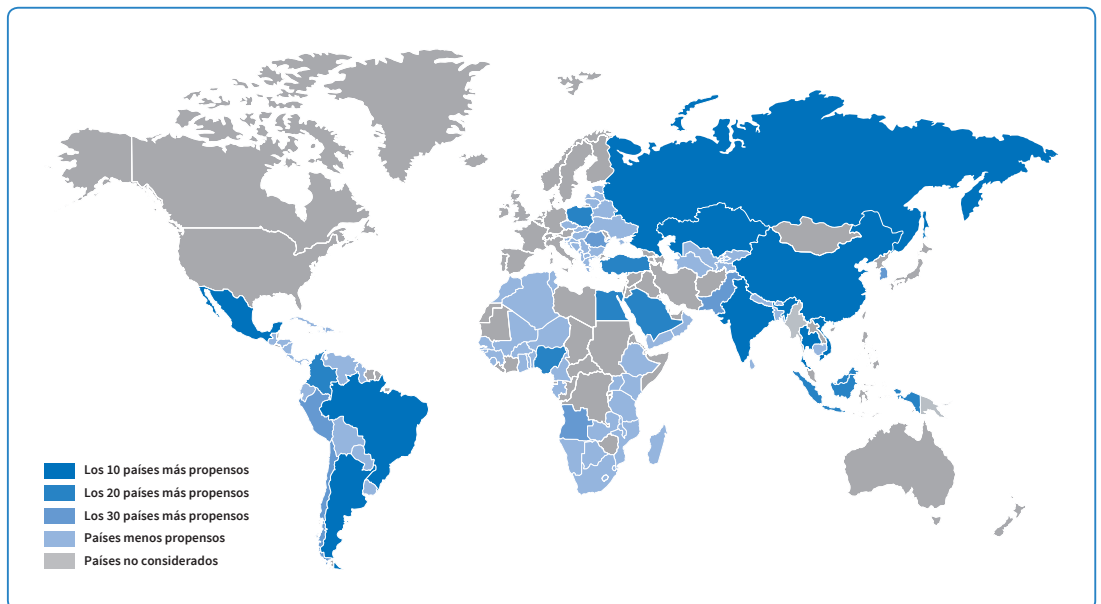 Los 10 países más propensos
Los 20 países más propensos
Los 30 países más propensos
Países menos propensos
Países no considerados